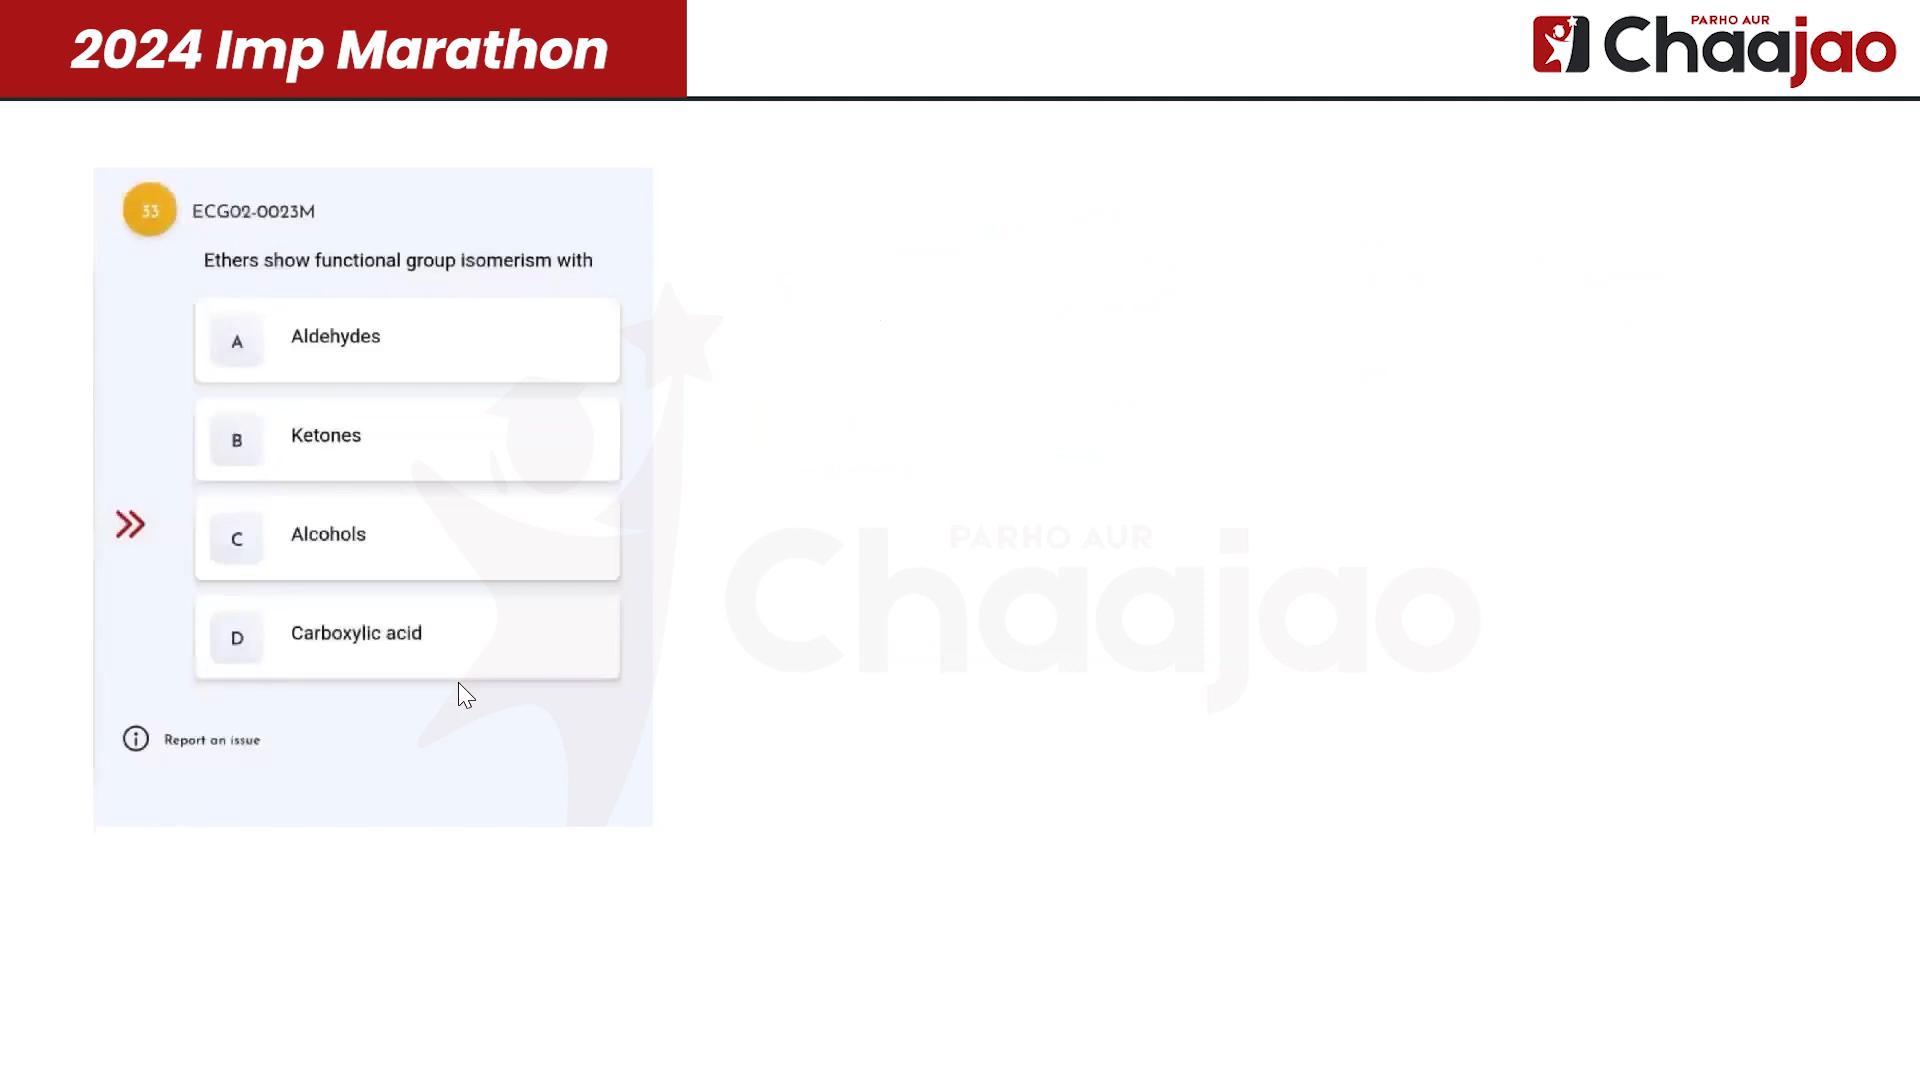 2024 Imp Marathon
PARHO AUR
Chaajao
33
ECG02-0023M
Ethers show functional group isomerism with
A
Aldehydes
B
Ketones
C
Alcohols
D
Carboxylic acid
Report an issue
PARHO AUR
Chaajao